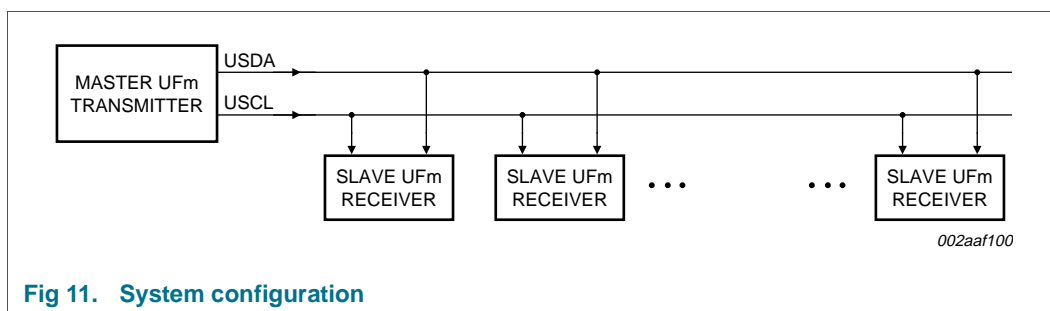 USDA
MASTER UFm
TRANSMITTER
USCL
SLAVE UFm
RECEIVER
SLAVE UFm
RECEIVER
SLAVE UFm
RECEIVER
002aaf100
Fig 11. System configuration